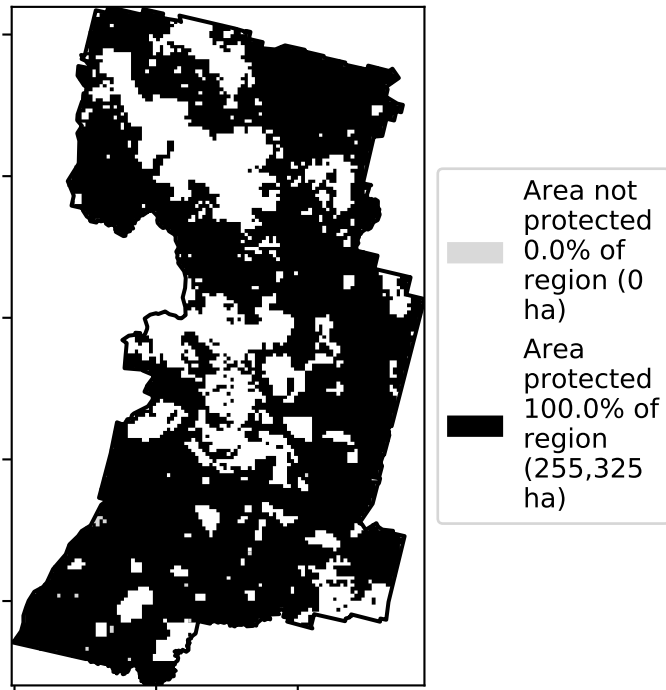 Area not
protected
0.0% of
region (0
ha)
Area
protected
100.0% of
region
(255,325
ha)